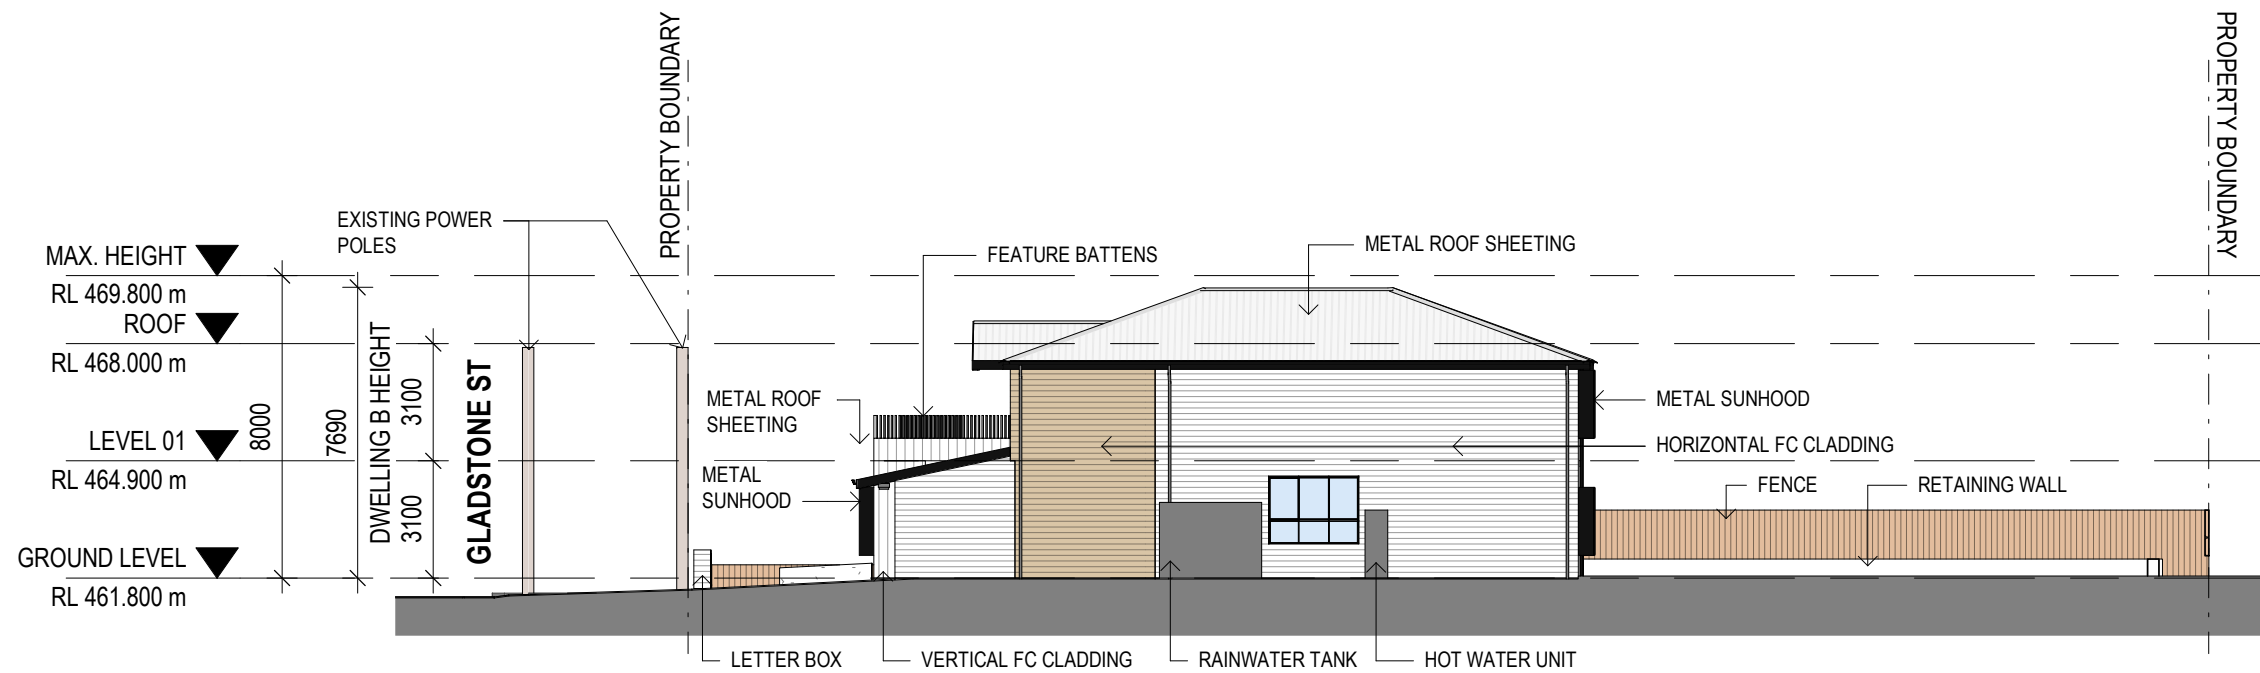 PROPERTY BOUNDARY
PROPERTY BOUNDARY
EXISTING POWER
POLES
METAL ROOF SHEETING
FEATURE BATTENS
MAX. HEIGHT
RL 469.800 m
ROOF
RL 468.000 m
LEVEL 01
RL 464.900 m
GROUND LEVEL
RL 461.800 m
8000
7690
DWELLING B HEIGHT
3100
3100
GLADSTONE ST
METAL ROOF
SHEETING
METAL
SUNHOOD
METAL SUNHOOD
HORIZONTAL FC CLADDING
FENCE
RETAINING WALL
LETTER BOX
VERTICAL FC CLADDING
RAINWATER TANK
HOT WATER UNIT